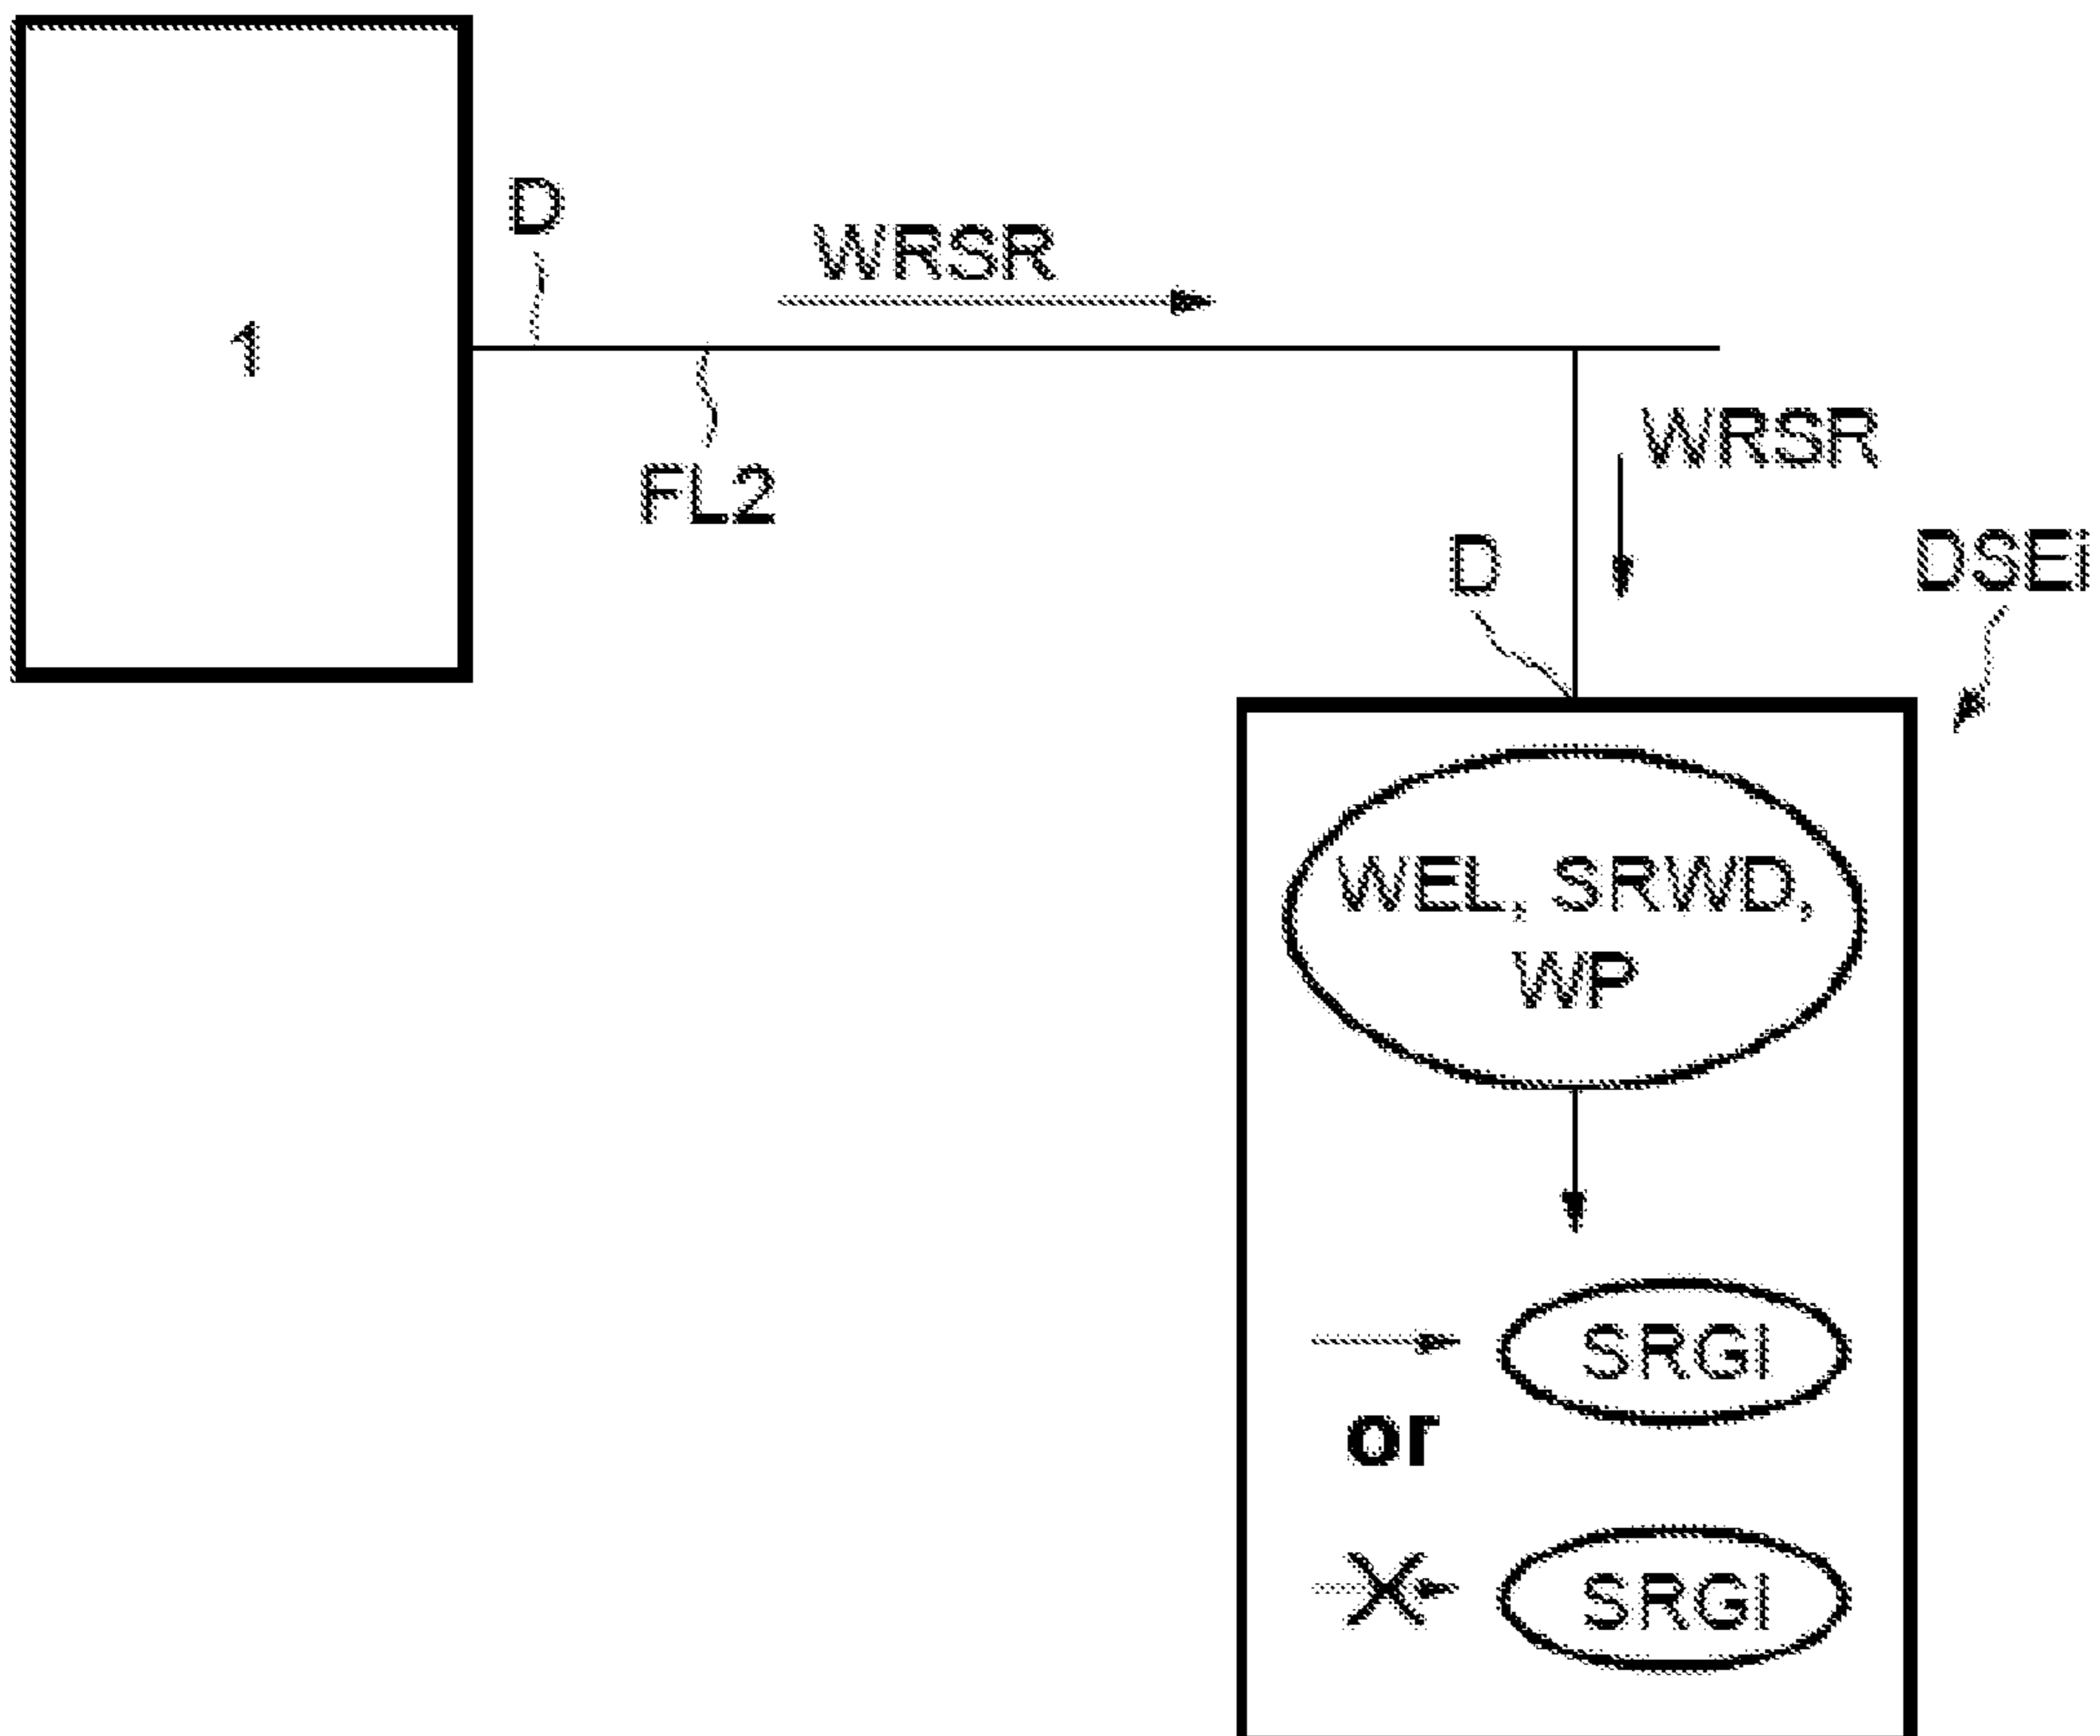 1
D
WRSR
FL2
WRSR
D
DSEi
WEL, SRWD,
WP
SRGI
or
SRGI